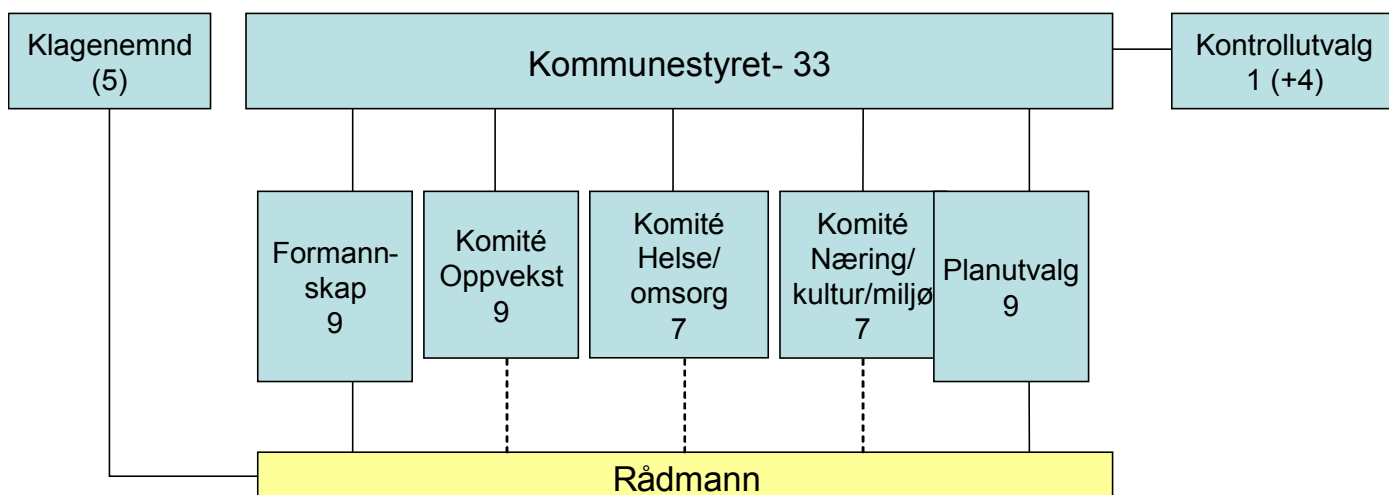 Klagenemnd
(5)
Kommunestyret- 33
Kontrollutvalg
1 (+4)
Formann-
skap
9
Komité
Oppvekst
9
Komité
Helse/
omsorg
7
Komité
Næring/
kultur/miljø
7
Planutvalg
9
Rådmann